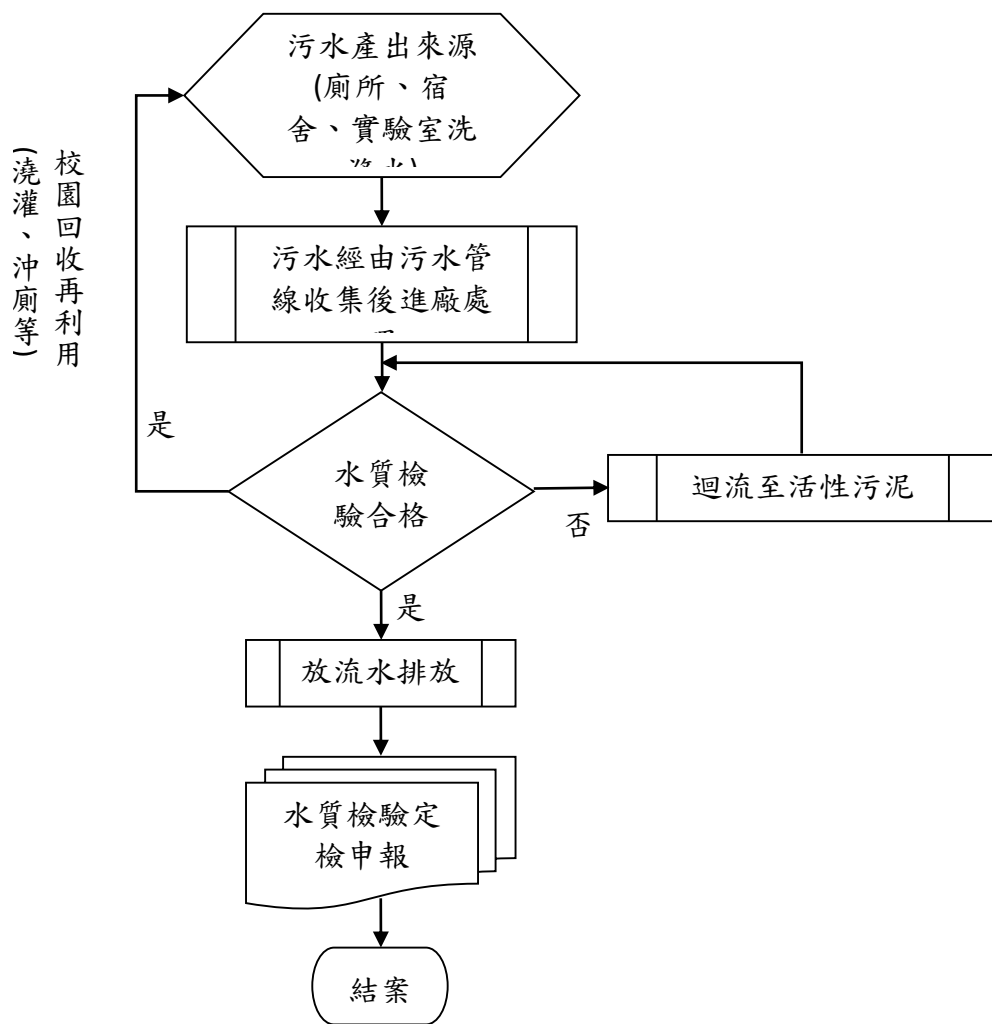 污水產出來源
(廁所、宿
舍、實驗室洗
污水經由污水管
線收集後進廠處
校園回收再利用
(澆灌、沖廁等)
是
水質檢
驗合格
否
迴流至活性污泥
是
放流水排放
水質檢驗定
檢申報
結案